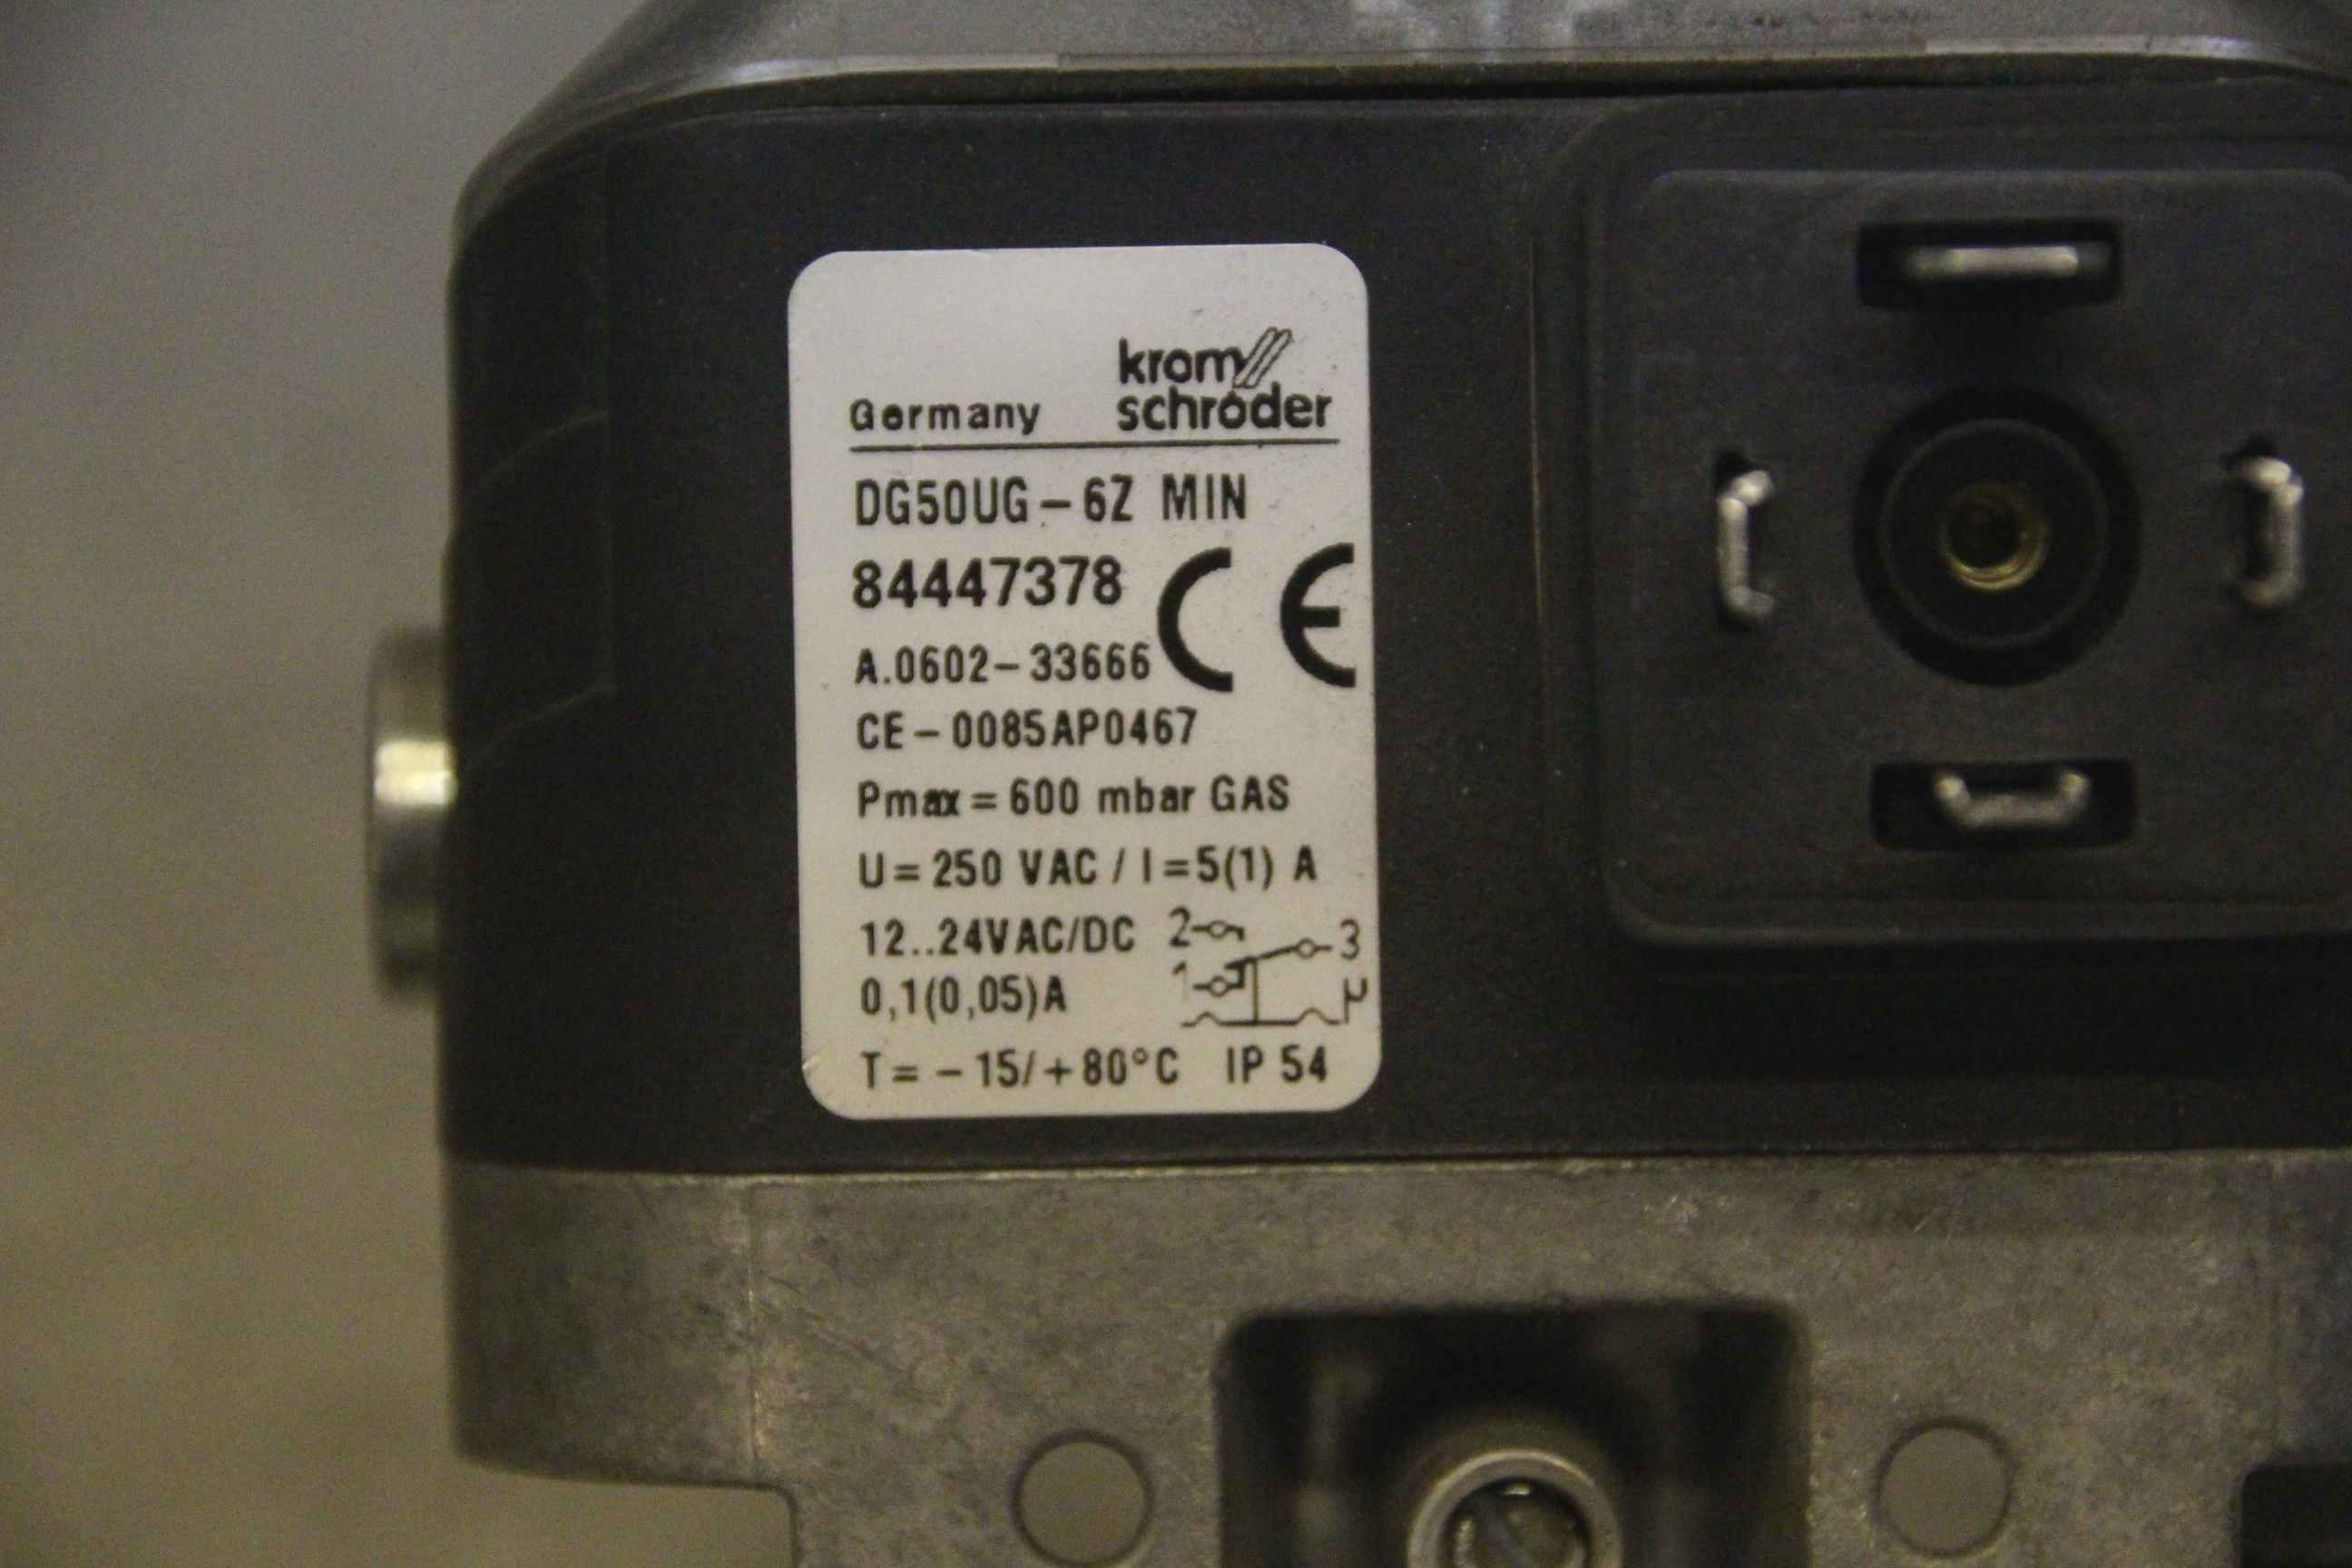 krom
Germany schröder
DG50UG-6Z MIN
84447378 CE
A.0602-33666
CE-0085AP0467
Pmax=600 mbar GAS
U=250 VAC / I=5(1) A
12..24VAC/DC 2 3
0,1(0,05)A 1 P
T= -15/+80°C IP 54